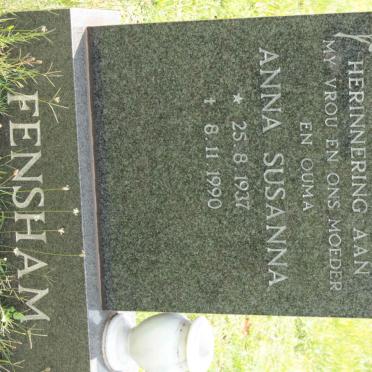 HERINNERING AAN
MY VROU EN ONS MOEDER
EN OUMA
ANNA SUSANNA
* 25.8.1937
✝ 8.11.1990
FENSHAM